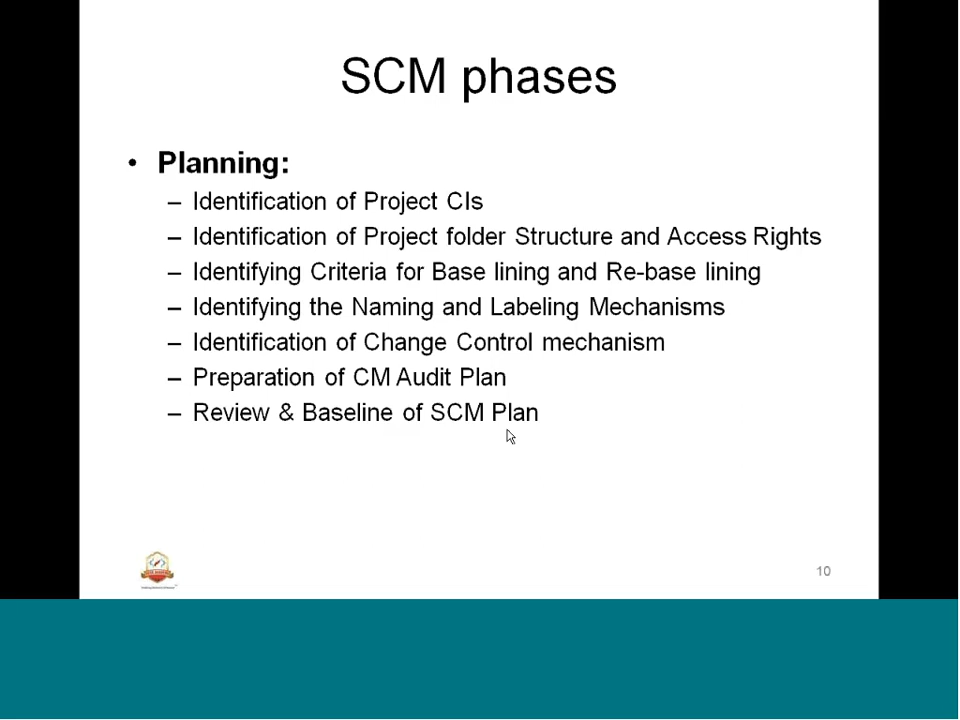 SCM phases
• Planning:
– Identification of Project CIs
– Identification of Project folder Structure and Access Rights
– Identifying Criteria for Base lining and Re-base lining
– Identifying the Naming and Labeling Mechanisms
– Identification of Change Control mechanism
– Preparation of CM Audit Plan
– Review & Baseline of SCM Plan
10